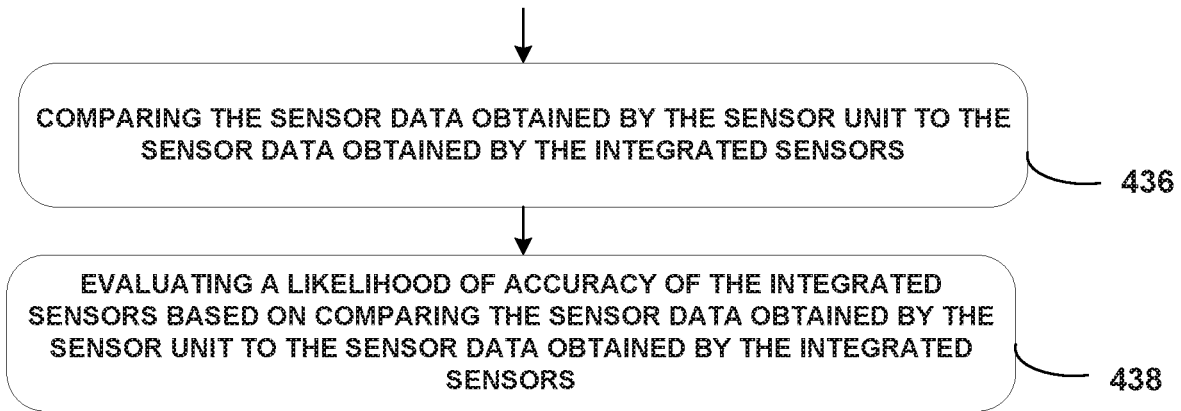 COMPARING THE SENSOR DATA OBTAINED BY THE SENSOR UNIT TO THE
SENSOR DATA OBTAINED BY THE INTEGRATED SENSORS
436
EVALUATING A LIKELIHOOD OF ACCURACY OF THE INTEGRATED
SENSORS BASED ON COMPARING THE SENSOR DATA OBTAINED BY THE
SENSOR UNIT TO THE SENSOR DATA OBTAINED BY THE INTEGRATED
SENSORS
438